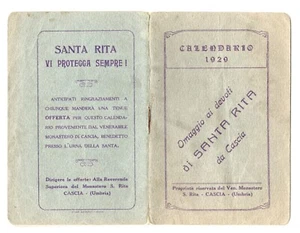 SANTA RITA
VI PROTEGGA SEMPRE!
ANTICIPATI RINGRAZIAMENTI A
CHIUNQUE MANDERÀ UNA TENUE
OFFERTA PER QUESTO CALENDA-
RIO PROVENIENTE DAL VENERABILE
MONASTERO DI CASCIA, BENEDETTO
PRESSO L'URNA DELLA SANTA.
Dirigere le offerte: Alla Reverenda
Superiora del Monastero S. Rita
CASCIA - (Umbria)
CALENDARIO
1929
Omaggio ai devoti
di SANTA RITA
da Cascia
Proprietà riservata del Ven. Monastero
S. Rita - CASCIA - (Umbria)